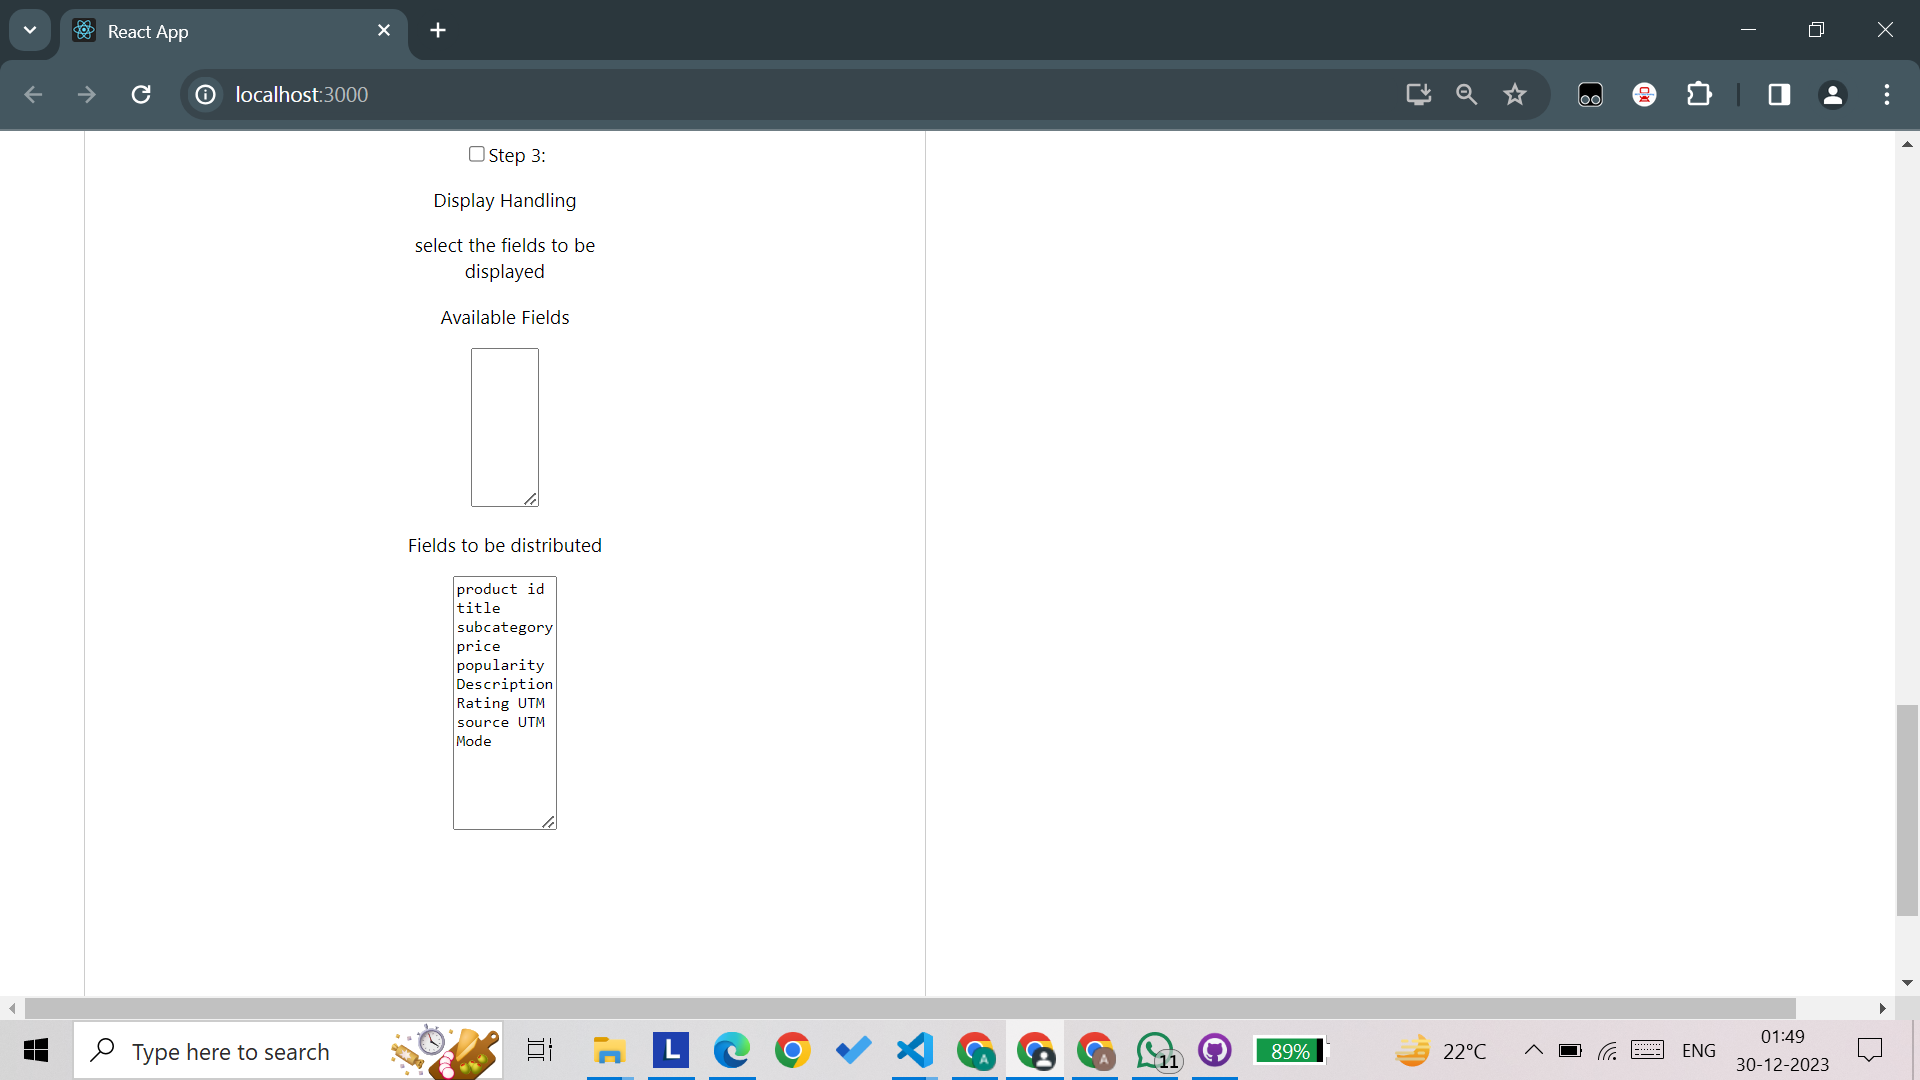 React App
localhost:3000
Step 3:
Display Handling
select the fields to be
displayed
Available Fields
Fields to be distributed
product id
title
subcategory
price
popularity
Description
Rating UTM
source UTM
Mode
Type here to search
L
A
A
11
89%
22°C
ENG
01:49
30-12-2023